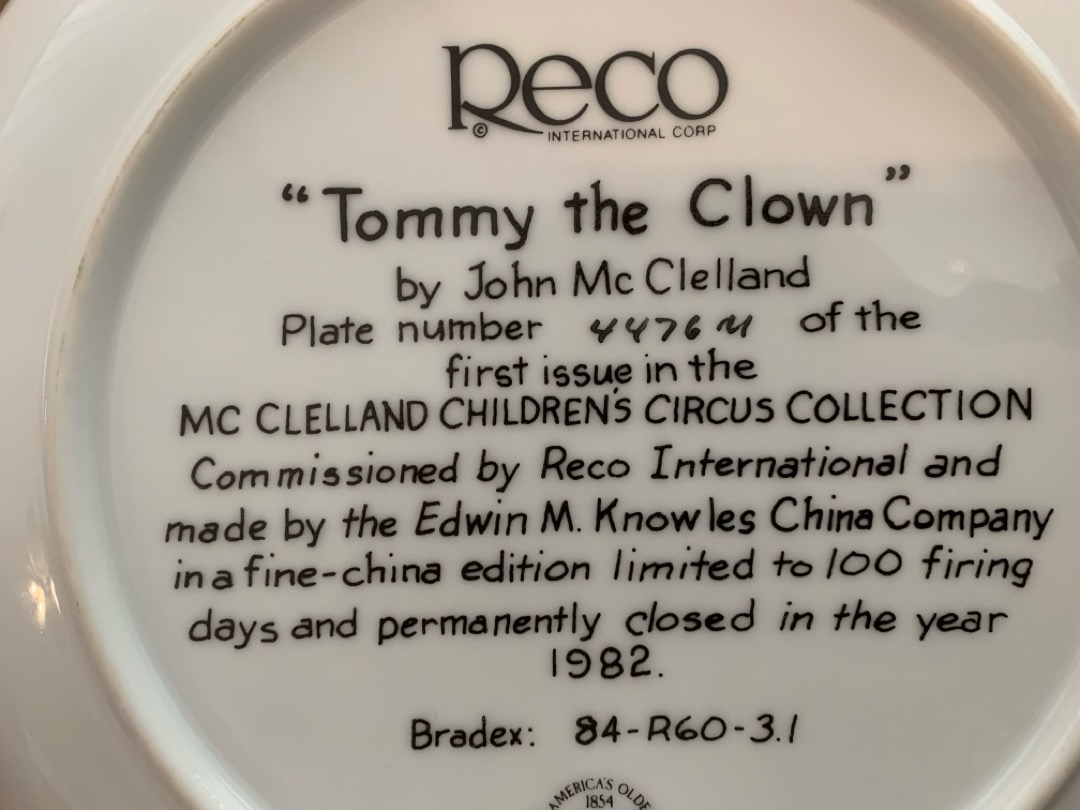 Reco
© INTERNATIONAL CORP
“Tommy the Clown”
by John Mc Clelland
Plate number 4476M of the
first issue in the
MC CLELLAND CHILDREN'S CIRCUS COLLECTION
Commissioned by Reco International and
made by the Edwin M. Knowles China Company
in a fine-china edition limited to 100 firing
days and permanently closed in the year
1982.
Bradex: 84-R60-3.1
AMERICA'S
1854